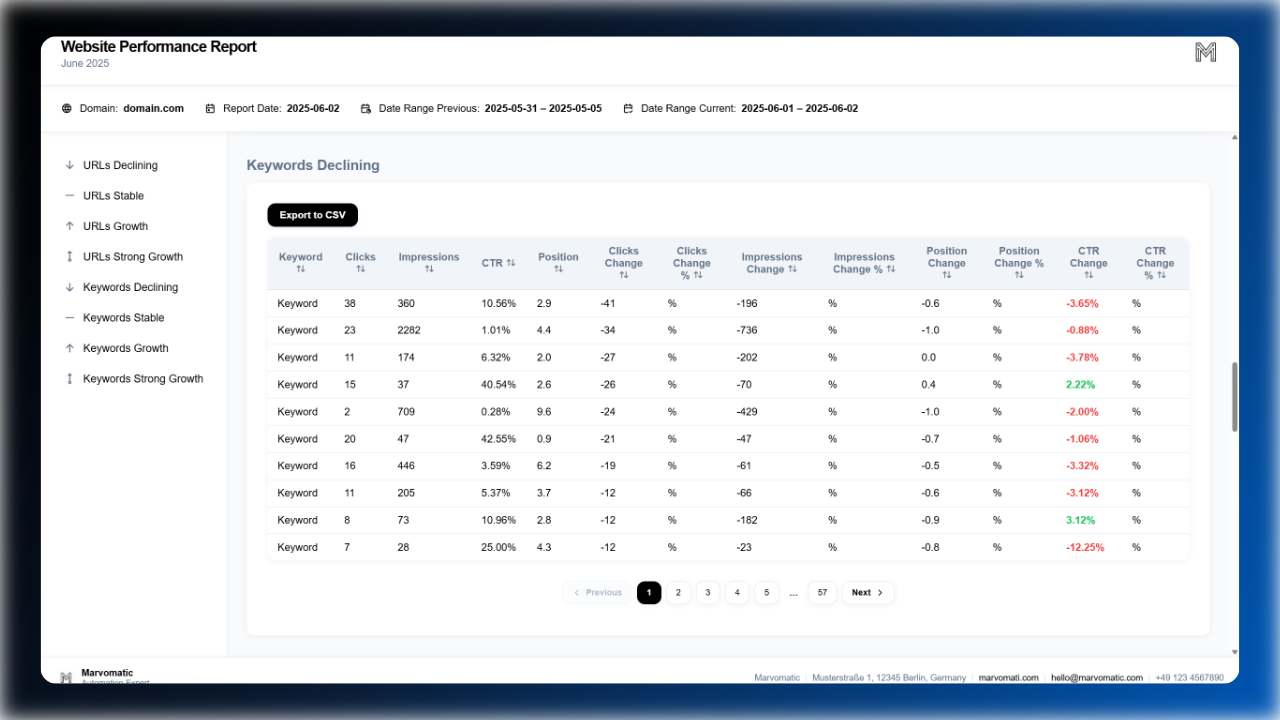 Website Performance Report
June 2025
Domain: domain.com Report Date: 2025-06-02 Date Range Previous: 2025-05-31 – 2025-05-05 Date Range Current: 2025-06-01 – 2025-06-02
URLs Declining
URLs Stable
URLs Growth
URLs Strong Growth
Keywords Declining
Keywords Stable
Keywords Growth
Keywords Strong Growth
Keywords Declining
Export to CSV
Keyword Clicks Impressions CTR Position Clicks Change Clicks Change % Impressions Change Impressions Change % Position Change Position Change % CTR Change CTR Change %
Keyword 38 360 10.56% 2.9 -41 % -196 % -0.6 % -3.65% %
Keyword 23 2282 1.01% 4.4 -34 % -736 % -1.0 % -0.88% %
Keyword 11 174 6.32% 2.0 -27 % -202 % 0.0 % -3.78% %
Keyword 15 37 40.54% 2.6 -26 % -70 % 0.4 % 2.22% %
Keyword 2 709 0.28% 9.6 -24 % -429 % -1.0 % -2.00% %
Keyword 20 47 42.55% 0.9 -21 % -47 % -0.7 % -1.06% %
Keyword 16 446 3.59% 6.2 -19 % -61 % -0.5 % -3.32% %
Keyword 11 205 5.37% 3.7 -12 % -66 % -0.6 % -3.12% %
Keyword 8 73 10.96% 2.8 -12 % -182 % -0.9 % 3.12% %
Keyword 7 28 25.00% 4.3 -12 % -23 % -0.8 % -12.25% %
Previous 1 2 3 4 5 ... 57 Next
Marvomatic
Automation Expert
Marvomatic | Musterstraße 1, 12345 Berlin, Germany | marvomati.com | hello@marvomatic.com | +49 123 4567890